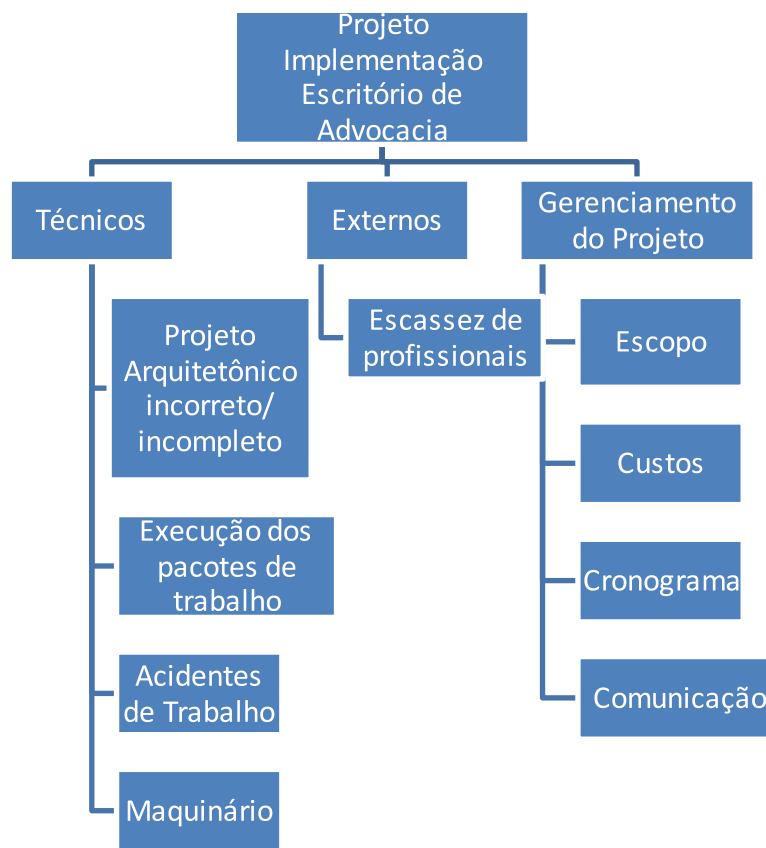 Projeto
Implementação
Escritório de
Advocacia
Técnicos
Externos
Gerenciamento
do Projeto
Projeto
Arquitetônico
incorreto/
incompleto
Execução dos
pacotes de
trabalho
Acidentes
de Trabalho
Maquinário
Escassez de
profissionais
Escopo
Custos
Cronograma
Comunicação